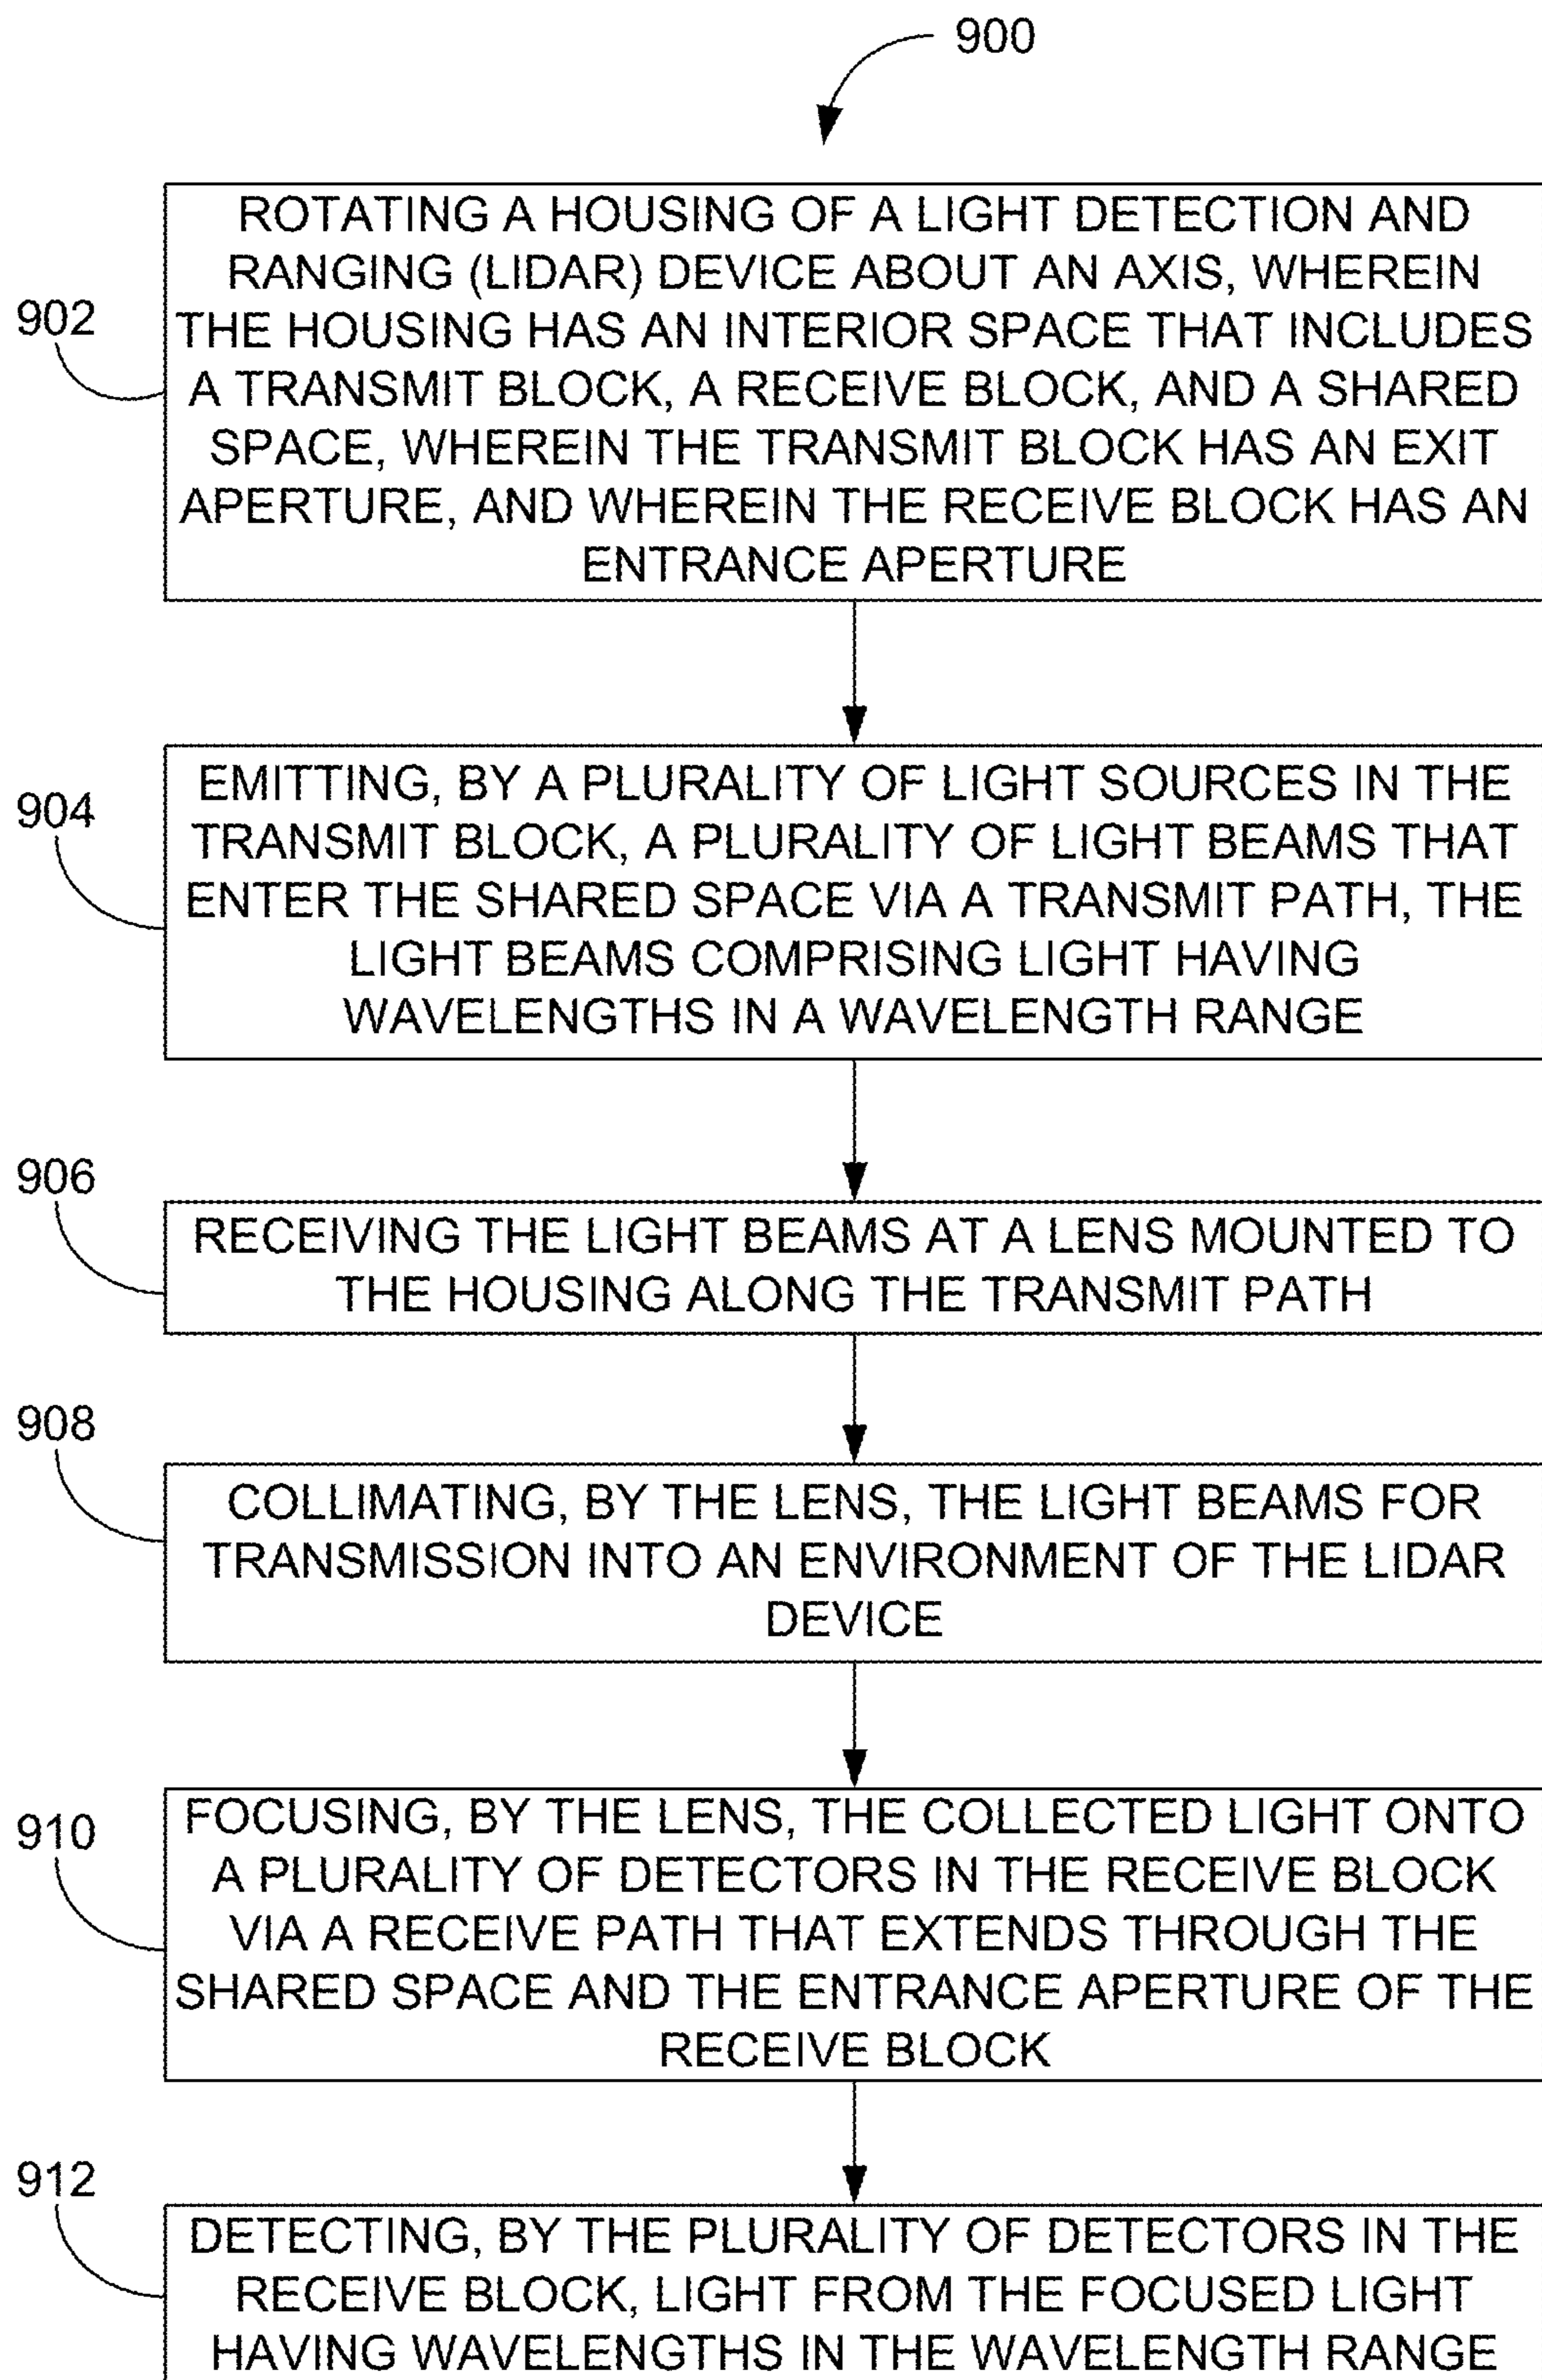 900
902
ROTATING A HOUSING OF A LIGHT DETECTION AND
RANGING (LIDAR) DEVICE ABOUT AN AXIS, WHEREIN
THE HOUSING HAS AN INTERIOR SPACE THAT INCLUDES
A TRANSMIT BLOCK, A RECEIVE BLOCK, AND A SHARED
SPACE, WHEREIN THE TRANSMIT BLOCK HAS AN EXIT
APERTURE, AND WHEREIN THE RECEIVE BLOCK HAS AN
ENTRANCE APERTURE
904
EMITTING, BY A PLURALITY OF LIGHT SOURCES IN THE
TRANSMIT BLOCK, A PLURALITY OF LIGHT BEAMS THAT
ENTER THE SHARED SPACE VIA A TRANSMIT PATH, THE
LIGHT BEAMS COMPRISING LIGHT HAVING
WAVELENGTHS IN A WAVELENGTH RANGE
906
RECEIVING THE LIGHT BEAMS AT A LENS MOUNTED TO
THE HOUSING ALONG THE TRANSMIT PATH
908
COLLIMATING, BY THE LENS, THE LIGHT BEAMS FOR
TRANSMISSION INTO AN ENVIRONMENT OF THE LIDAR
DEVICE
910
FOCUSING, BY THE LENS, THE COLLECTED LIGHT ONTO
A PLURALITY OF DETECTORS IN THE RECEIVE BLOCK
VIA A RECEIVE PATH THAT EXTENDS THROUGH THE
SHARED SPACE AND THE ENTRANCE APERTURE OF THE
RECEIVE BLOCK
912
DETECTING, BY THE PLURALITY OF DETECTORS IN THE
RECEIVE BLOCK, LIGHT FROM THE FOCUSED LIGHT
HAVING WAVELENGTHS IN THE WAVELENGTH RANGE